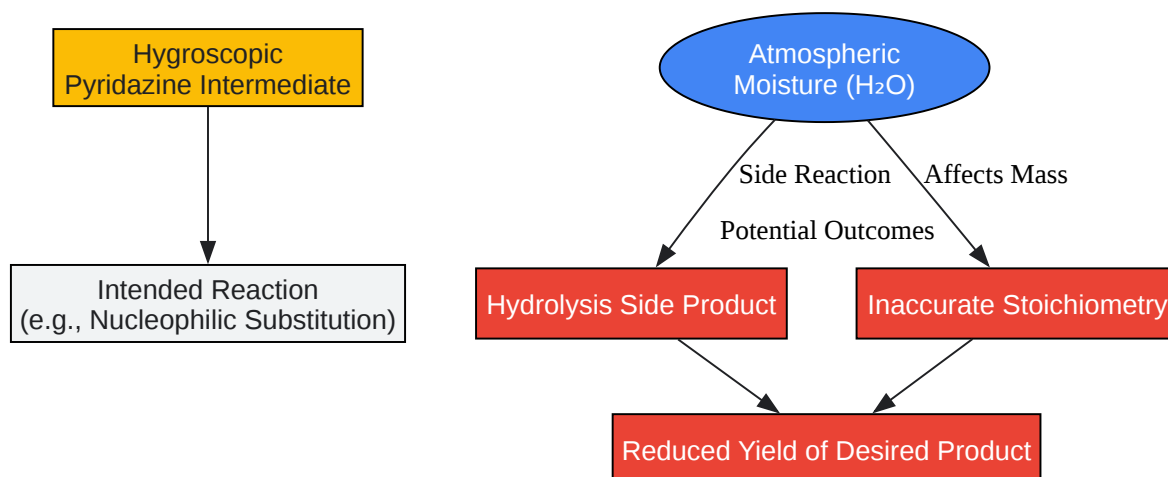 Hygroscopic
Pyridazine Intermediate
Atmospheric
Moisture (H₂O)
Side Reaction
Affects Mass
Potential Outcomes
Intended Reaction
(e.g., Nucleophilic Substitution)
Hydrolysis Side Product
Inaccurate Stoichiometry
Reduced Yield of Desired Product